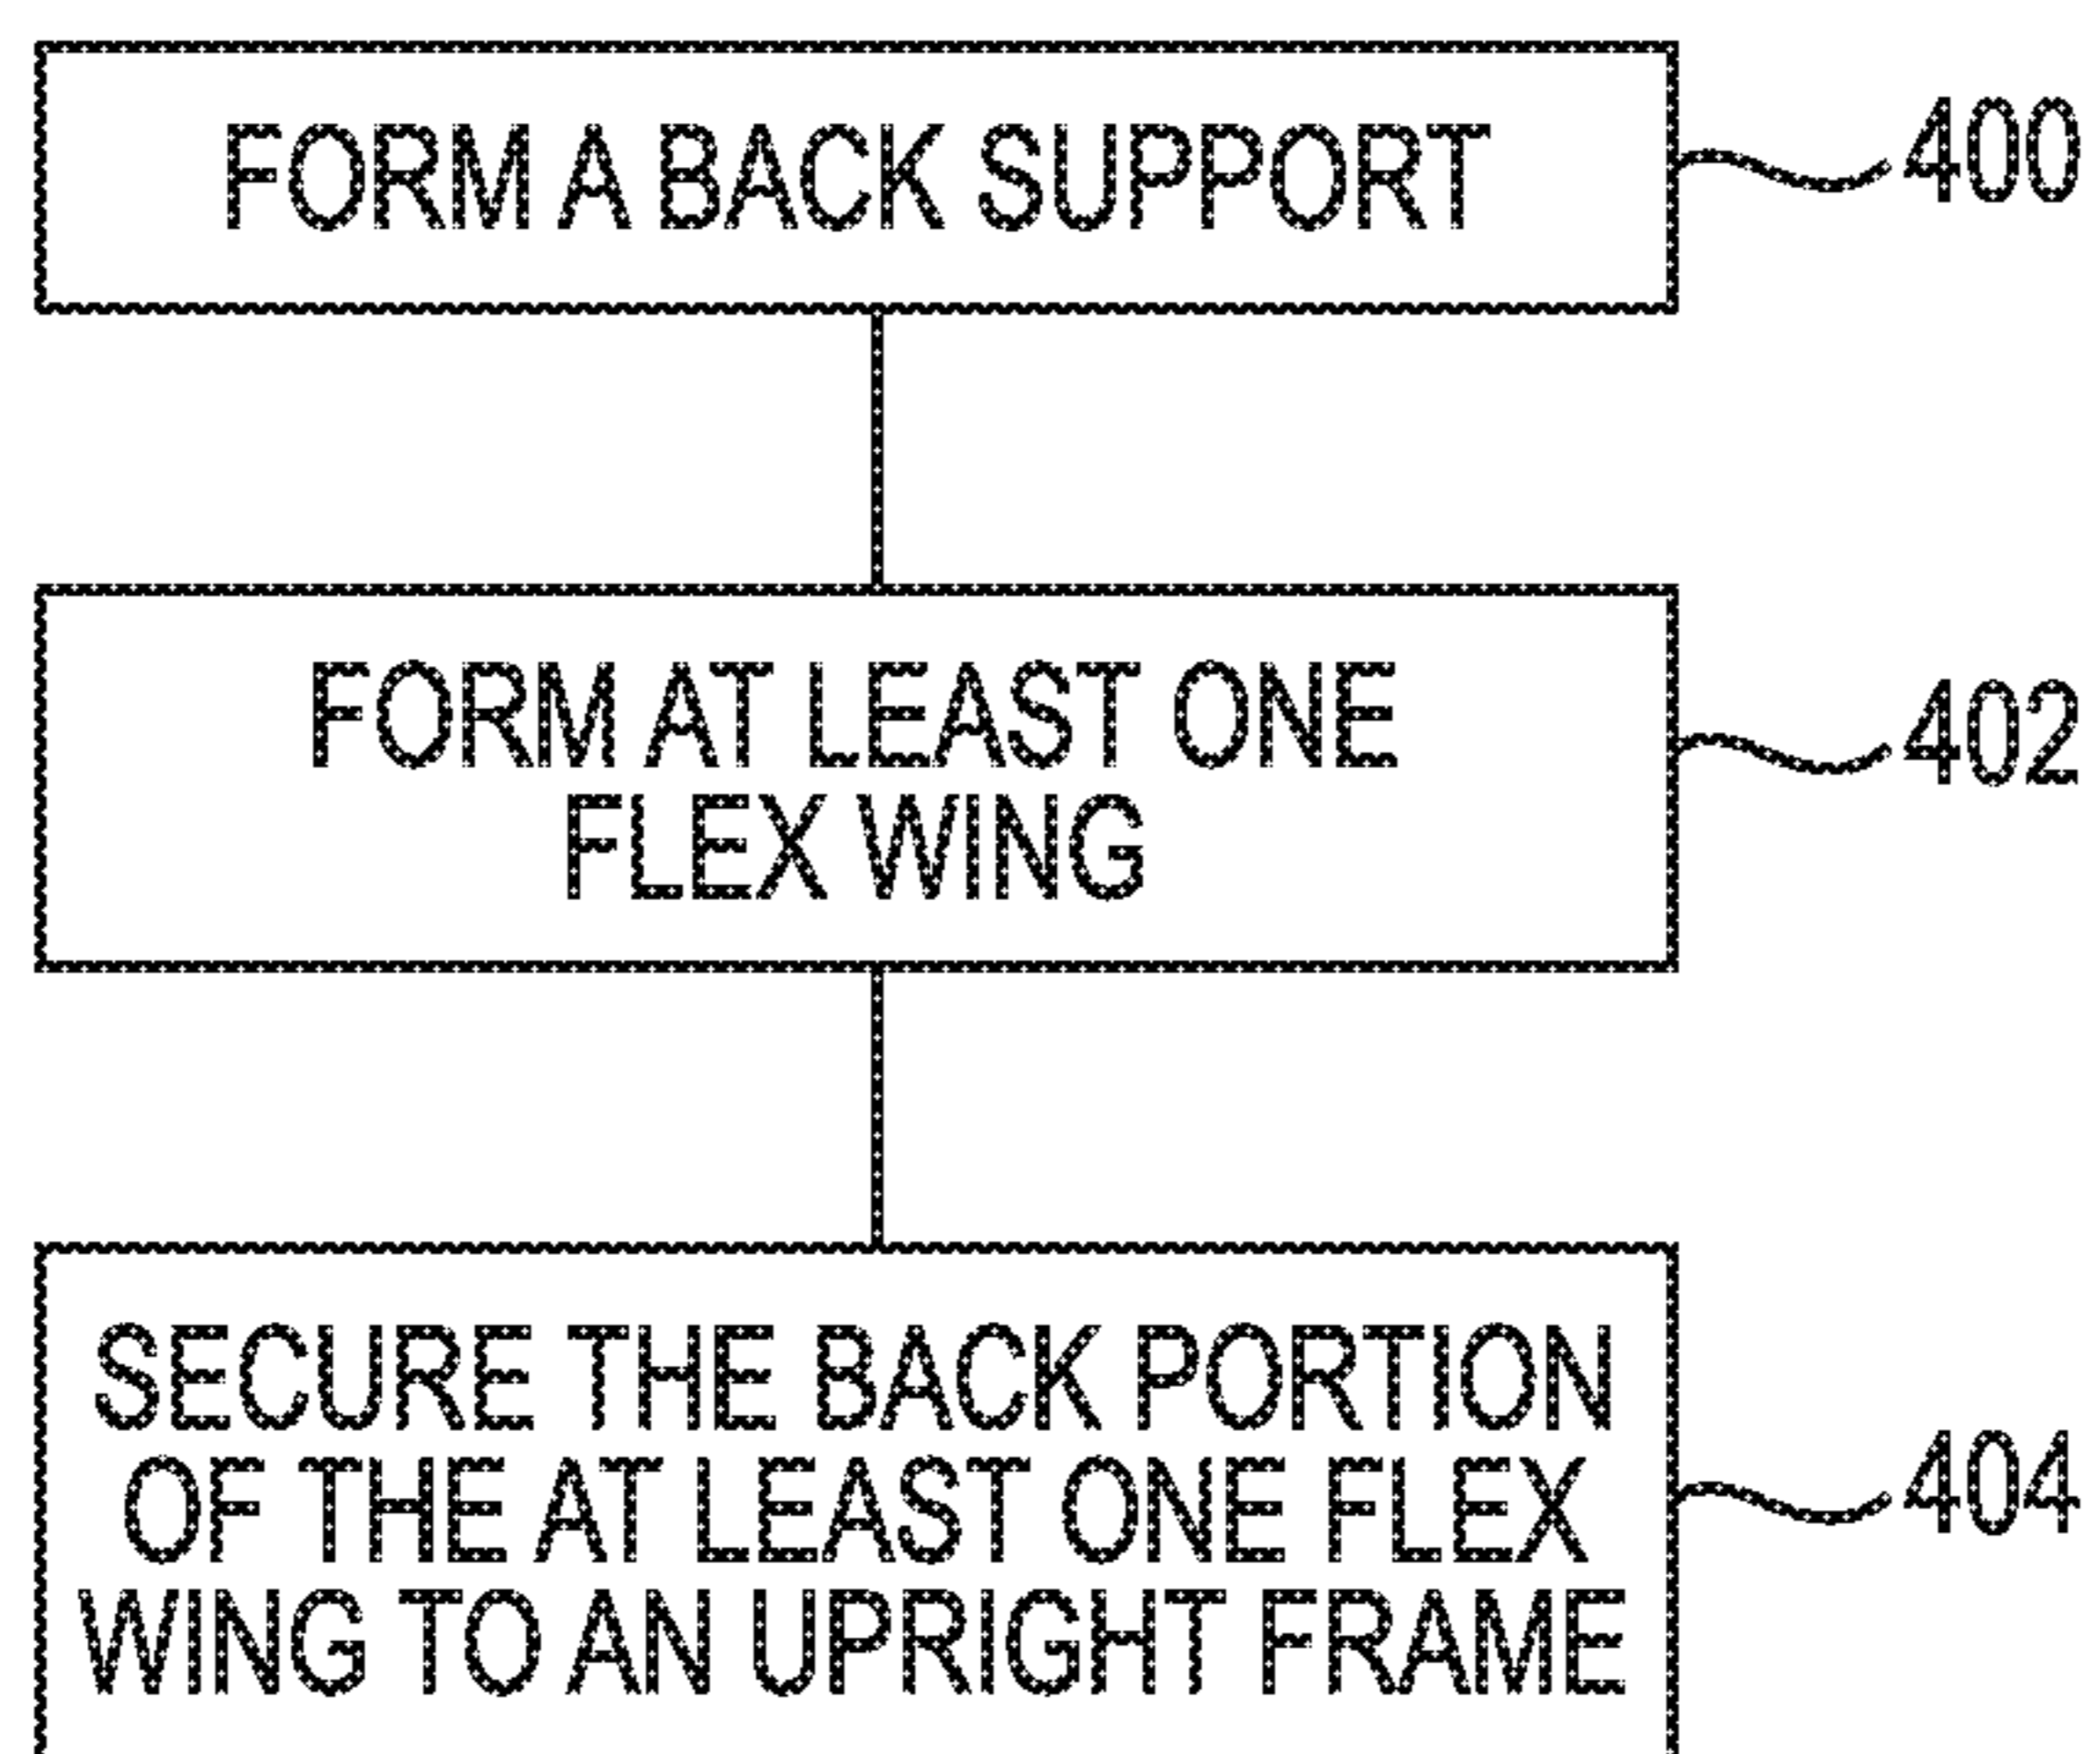 FORM A BACK SUPPORT
400
FORM AT LEAST ONE
FLEX WING
402
SECURE THE BACK PORTION
OF THE AT LEAST ONE FLEX
WING TO AN UPRIGHT FRAME
404